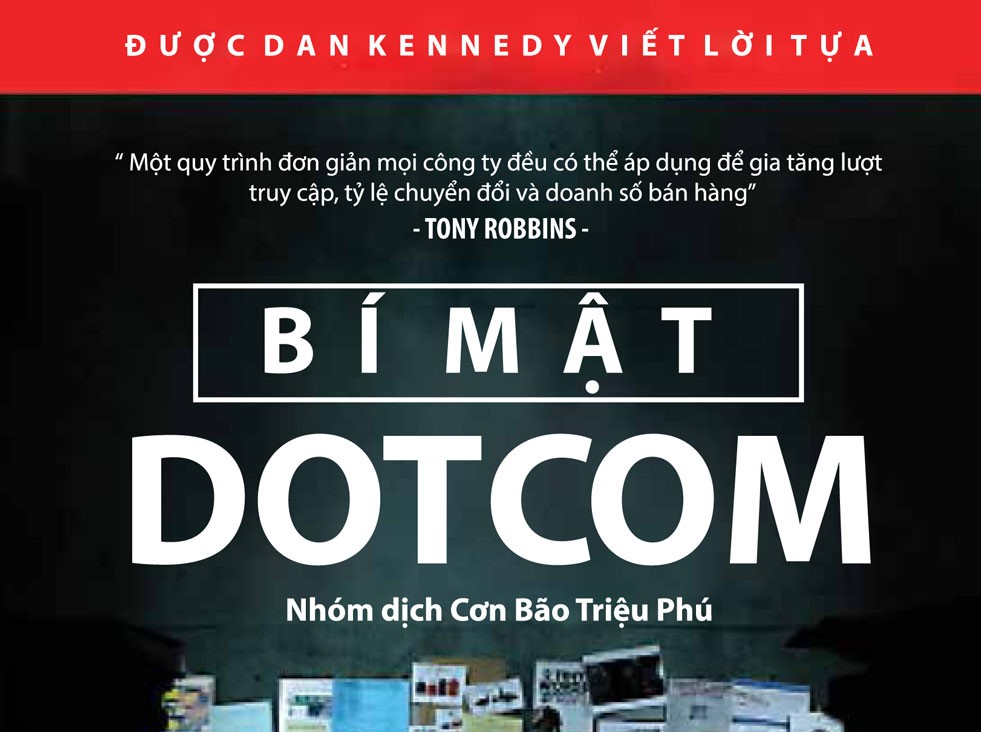 ĐƯỢC DAN KENNEDY VIẾT LỜI TỰA
“ Một quy trình đơn giản mọi công ty đều có thể áp dụng để gia tăng lượt
truy cập, tỷ lệ chuyển đổi và doanh số bán hàng”
- TONY ROBBINS -
BÍ MẬT
DOTCOM
Nhóm dịch Cơn Bão Triệu Phú